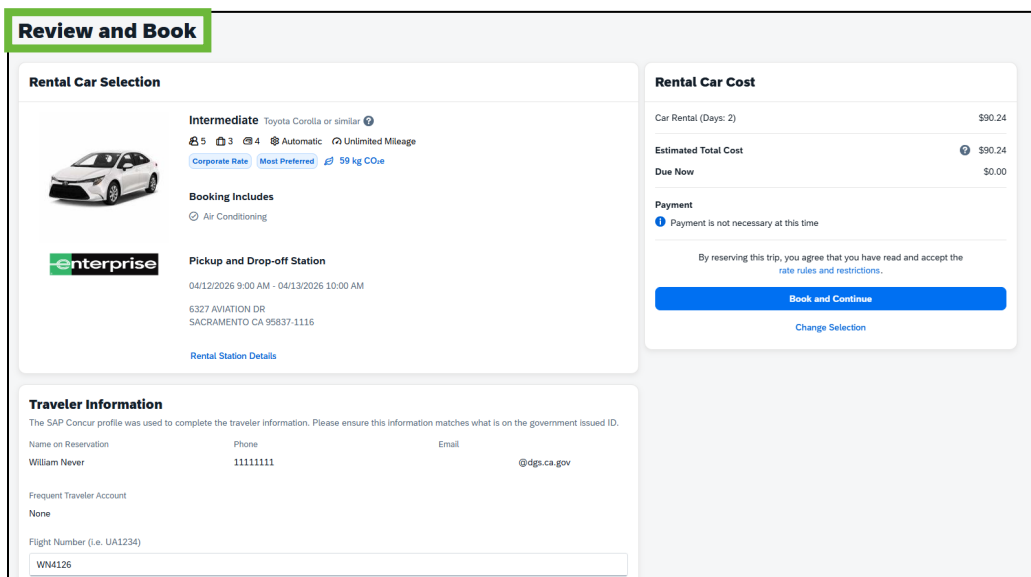 Review and Book
Rental Car Selection
Intermediate Toyota Corolla or similar ?
5 3 4 Automatic Unlimited Mileage
Corporate Rate Most Preferred 59 kg CO₂e
Booking Includes
Air Conditioning
enterprise
Pickup and Drop-off Station
04/12/2026 9:00 AM - 04/13/2026 10:00 AM
6327 AVIATION DR
SACRAMENTO CA 95837-1116
Rental Station Details
Traveler Information
The SAP Concur profile was used to complete the traveler information. Please ensure this information matches what is on the government issued ID.
Name on Reservation Phone Email
William Never 11111111 @dgs.ca.gov
Frequent Traveler Account
None
Flight Number (i.e. UA1234)
WN4126
Rental Car Cost
Car Rental (Days: 2) $90.24
Estimated Total Cost ? $90.24
Due Now $0.00
Payment
Payment is not necessary at this time
By reserving this trip, you agree that you have read and accept the
rate rules and restrictions.
Book and Continue
Change Selection